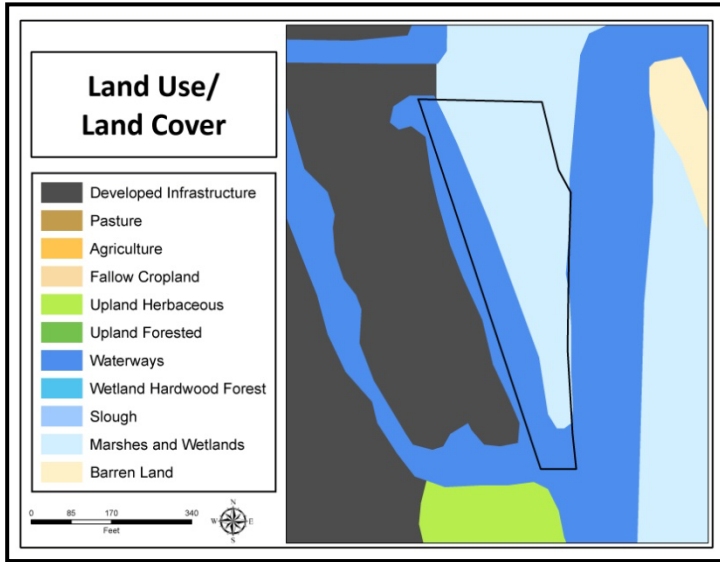 Land Use/
Land Cover
Developed Infrastructure
Pasture
Agriculture
Fallow Cropland
Upland Herbaceous
Upland Forested
Waterways
Wetland Hardwood Forest
Slough
Marshes and Wetlands
Barren Land
0 85 170 340
Feet
N
W E
S